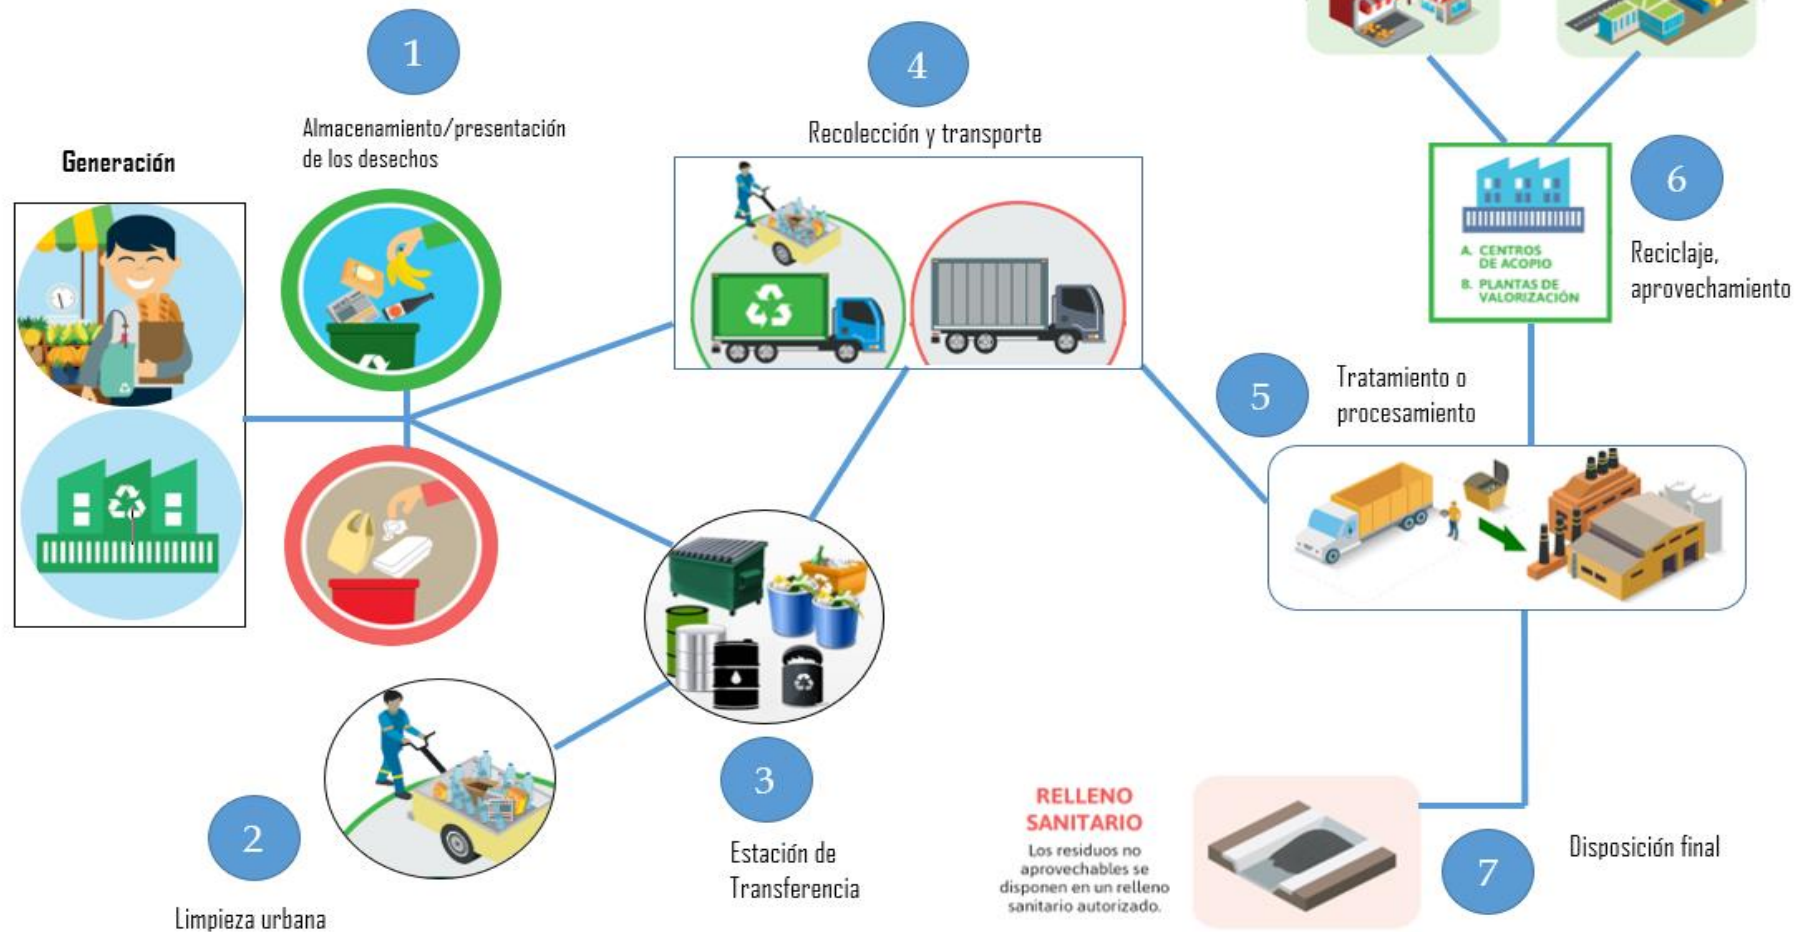 1
Almacenamiento/presentación
de los desechos
Generación
4
Recolección y transporte
6
A. CENTROS
DE ACOPIO
B. PLANTAS DE
VALORIZACIÓN
Reciclaje,
aprovechamiento
5
Tratamiento o
procesamiento
2
Limpieza urbana
3
Estación de
Transferencia
RELLENO
SANITARIO
Los residuos no
aprovechables se
disponen en un relleno
sanitario autorizado.
7
Disposición final